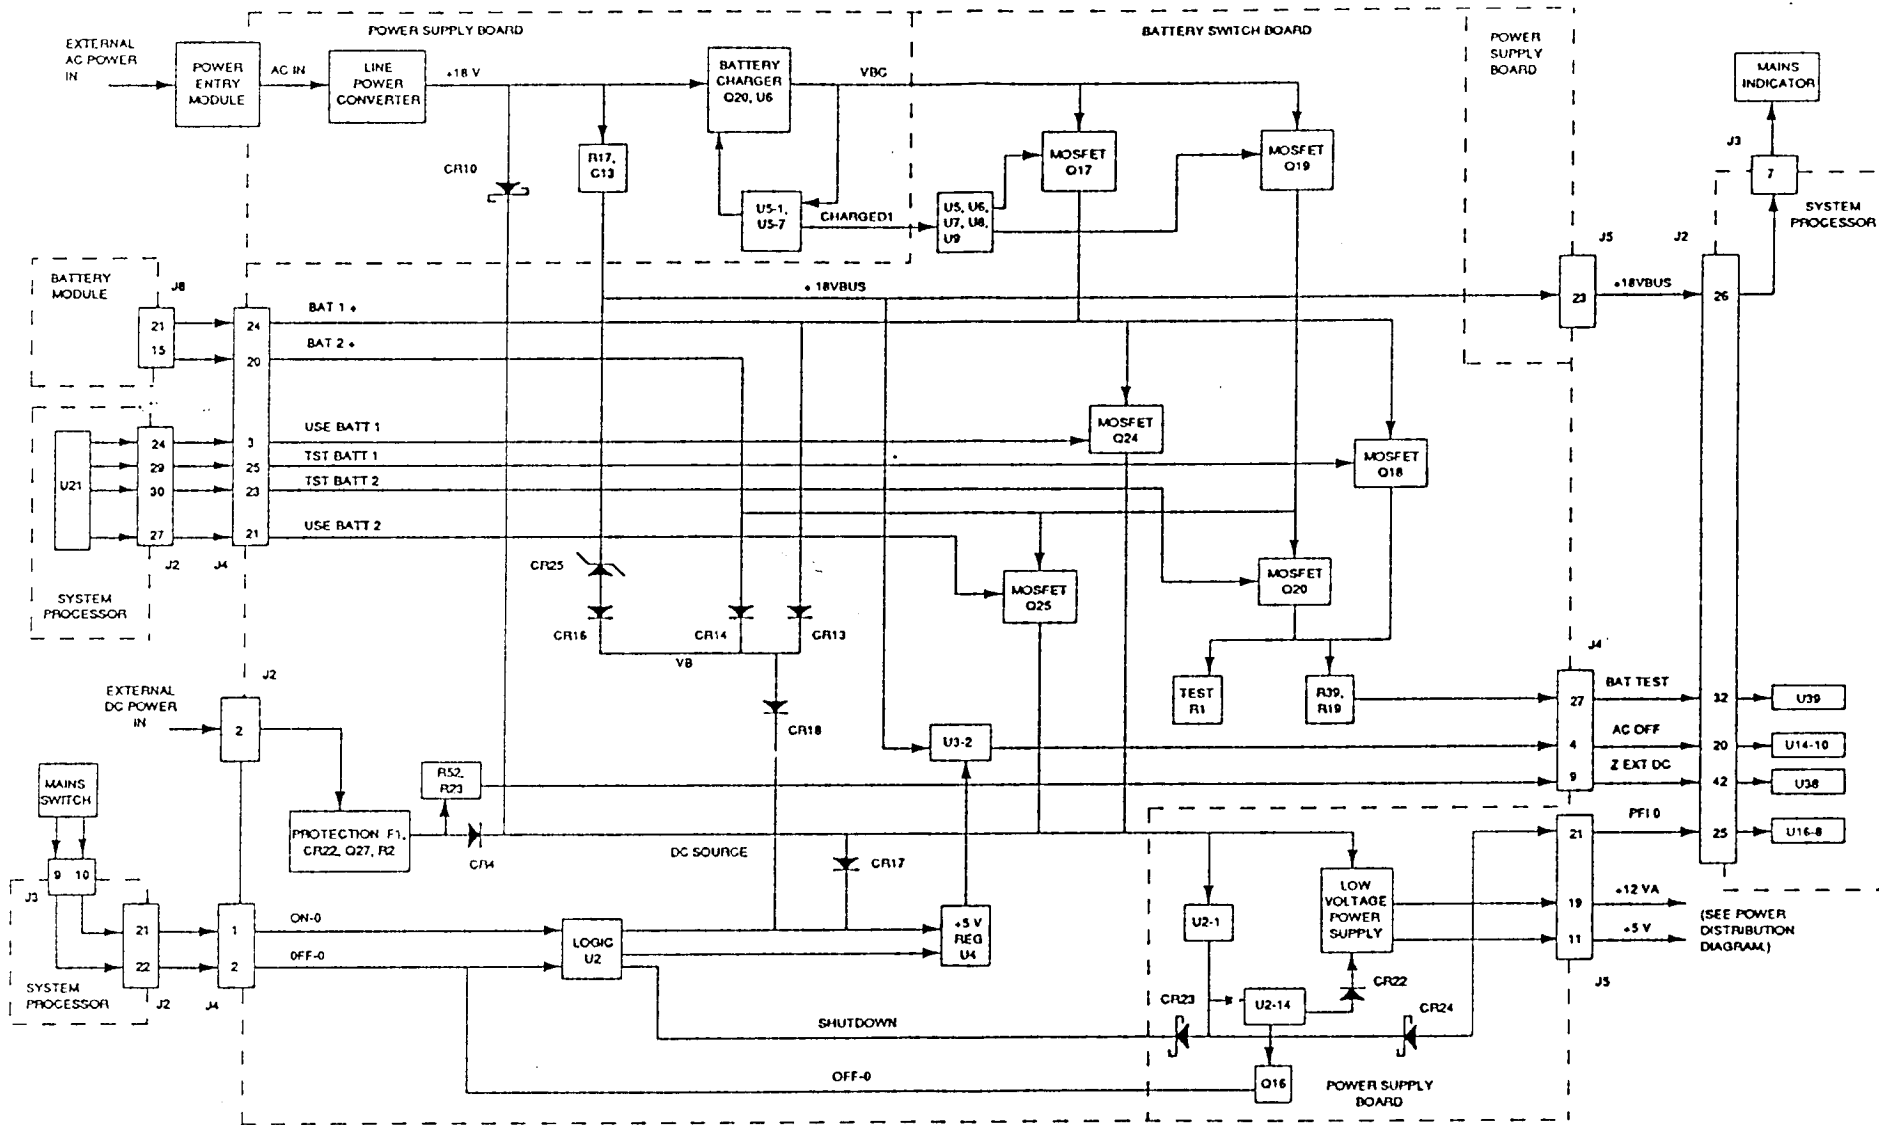 POWER SUPPLY BOARD
BATTERY SWITCH BOARD
POWER
SUPPLY
BOARD
EXTERNAL
AC POWER
IN
POWER
ENTRY
MODULE
AC IN
LINE
POWER
CONVERTER
+18 V
BATTERY
CHARGER
Q20, U6
VBC
MAINS
INDICATOR
J3
7
SYSTEM
PROCESSOR
CR10
R17,
C13
MOSFET
Q17
MOSFET
Q19
U5-1,
U5-7
CHARGED1
U5, U6,
U7, U8,
U9
BATTERY
MODULE
J8
21
15
24
20
BAT 1 +
BAT 2 +
+ 18VBUS
J5
23
+18VBUS
J2
26
U21
24
29
30
27
3
25
23
21
USE BATT 1
TST BATT 1
TST BATT 2
USE BATT 2
MOSFET
Q24
MOSFET
Q18
J2
J4
SYSTEM
PROCESSOR
CR25
MOSFET
Q25
MOSFET
Q20
CR16
CR14
CR13
VB
J4
EXTERNAL
DC POWER
IN
J2
2
CR18
TEST
R1
R39,
R19
27
BAT TEST
32
U39
U3-2
4
AC OFF
20
U14-10
9
Z EXT DC
42
U38
MAINS
SWITCH
R52,
R23
PROTECTION F1,
CR22, Q27, R2
CR4
DC SOURCE
CR17
21
PFI 0
25
U16-8
9 10
J3
21
22
1
2
ON-0
OFF-0
LOGIC
U2
+5 V
REG
U4
U2-1
LOW
VOLTAGE
POWER
SUPPLY
19
+12 VA
11
+5 V
(SEE POWER
DISTRIBUTION
DIAGRAM.)
J5
SYSTEM
PROCESSOR
J2
J4
SHUTDOWN
CR23
U2-14
CR22
CR24
OFF-0
Q16
POWER SUPPLY
BOARD